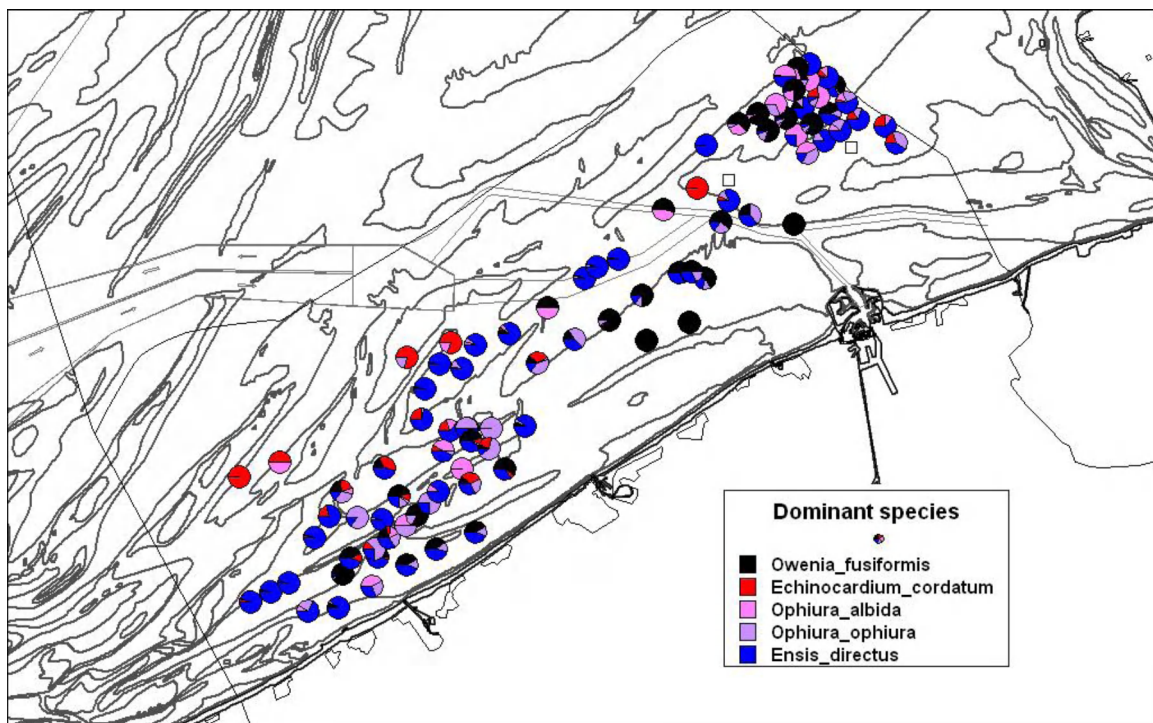 Dominant species
Owenia_fusiformis
Echinocardium_cordatum
Ophiura_albida
Ophiura_ophiura
Ensis_directus